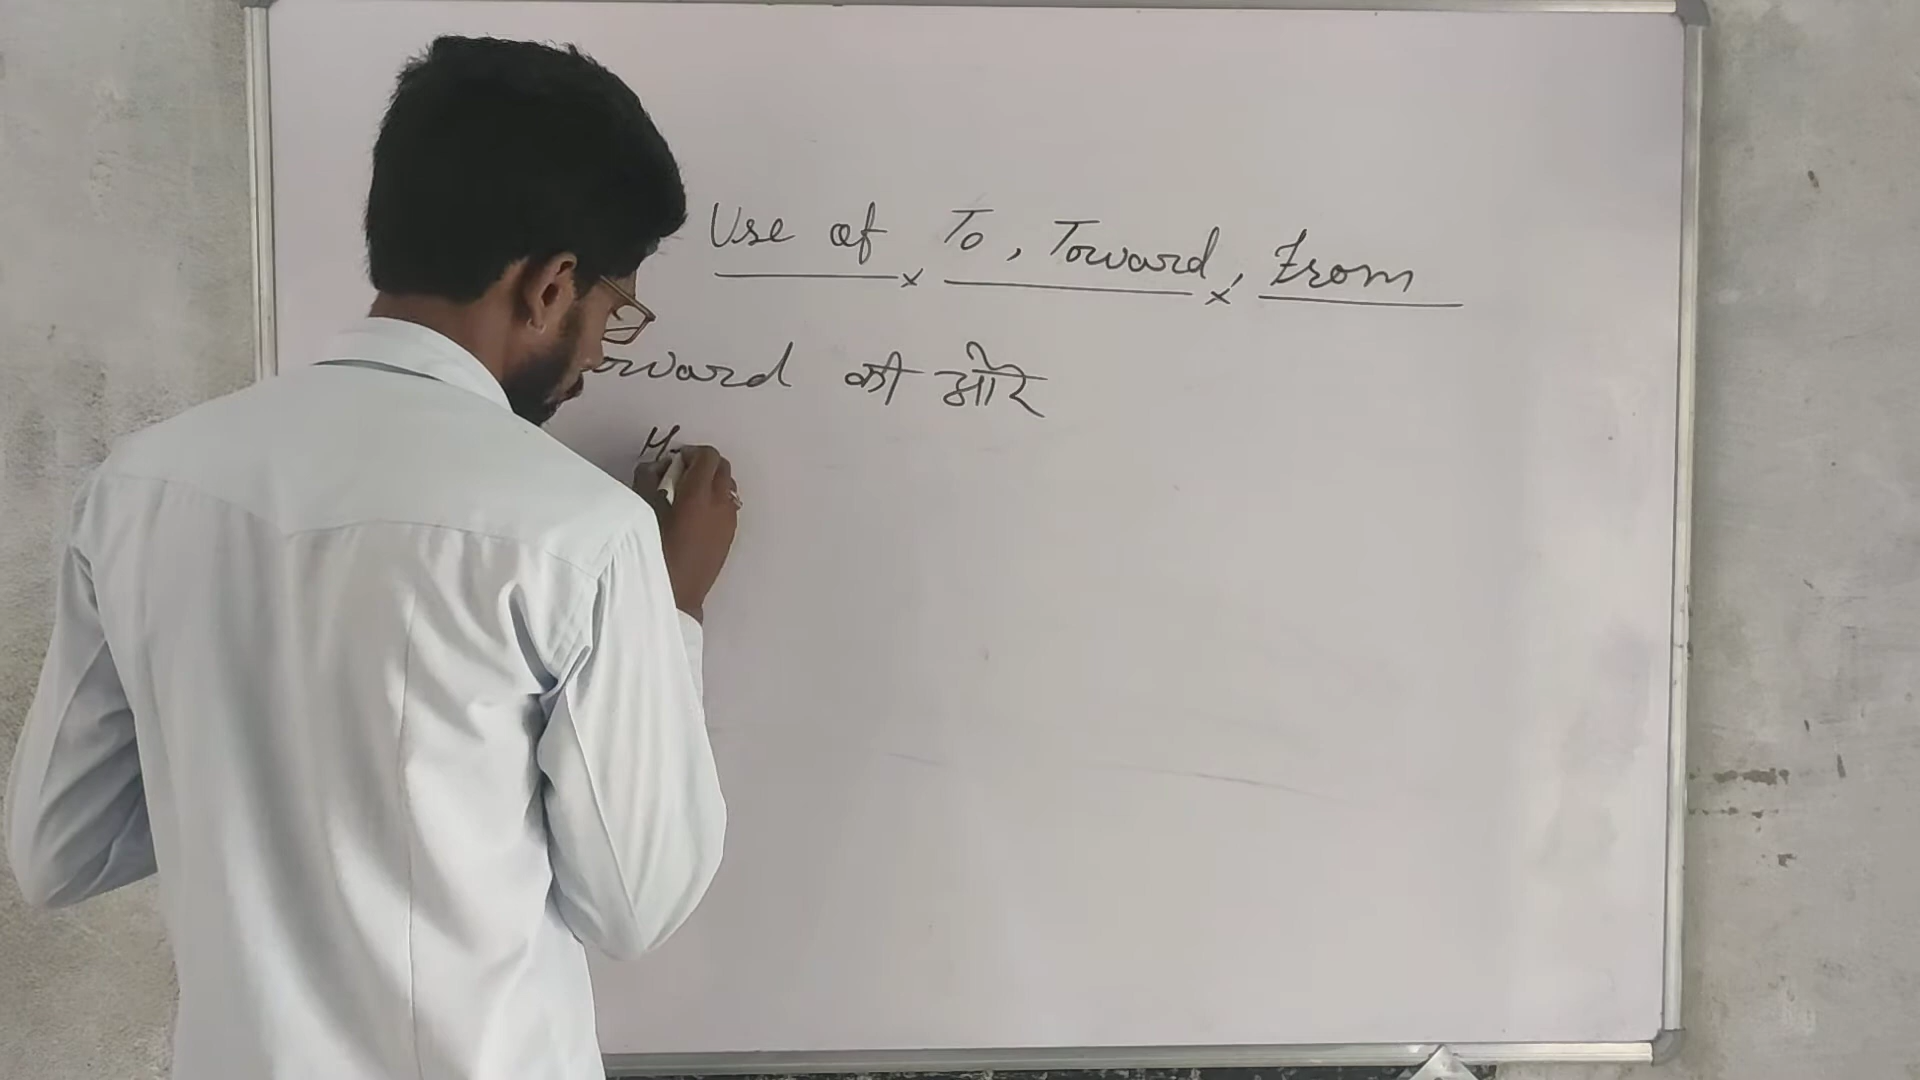 Use of To, Toward, From
oward की ओर